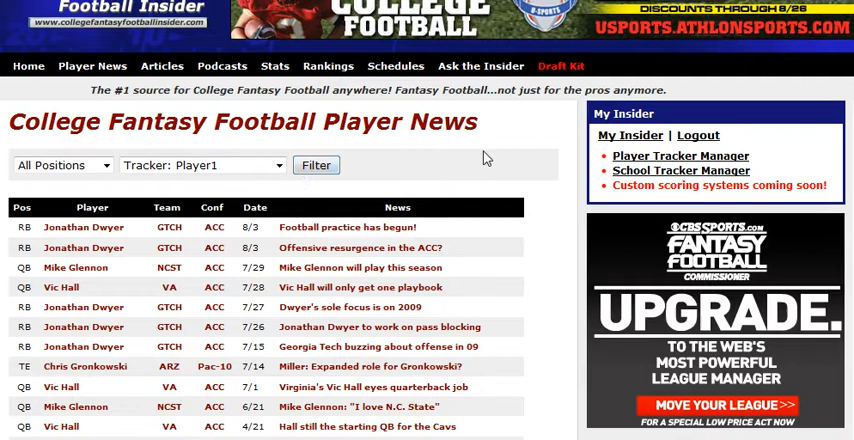 Football Insider
www.collegefantasyfootballinsider.com
COLLEGE
FOOTBALL
U-SPORTS
DISCOUNTS THROUGH 8/26
USPORTS.ATHLONSPORTS.COM
Home Player News Articles Podcasts Stats Rankings Schedules Ask the Insider Draft Kit
The #1 source for College Fantasy Football anywhere! Fantasy Football...not just for the pros anymore.
College Fantasy Football Player News
All Positions Tracker: Player1 Filter
Pos Player Team Conf Date News
RB Jonathan Dwyer GTCH ACC 8/3 Football practice has begun!
RB Jonathan Dwyer GTCH ACC 8/3 Offensive resurgence in the ACC?
QB Mike Glennon NCST ACC 7/29 Mike Glennon will play this season
QB Vic Hall VA ACC 7/28 Vic Hall will only get one playbook
RB Jonathan Dwyer GTCH ACC 7/27 Dwyer's sole focus is on 2009
RB Jonathan Dwyer GTCH ACC 7/26 Jonathan Dwyer to work on pass blocking
RB Jonathan Dwyer GTCH ACC 7/15 Georgia Tech buzzing about offense in 09
TE Chris Gronkowski ARZ Pac-10 7/14 Miller: Expanded role for Gronkowski?
QB Vic Hall VA ACC 7/1 Virginia's Vic Hall eyes quarterback job
QB Mike Glennon NCST ACC 6/21 Mike Glennon: "I love N.C. State"
QB Vic Hall VA ACC 4/21 Hall still the starting QB for the Cavs
My Insider
My Insider | Logout
Player Tracker Manager
School Tracker Manager
Custom scoring systems coming soon!
CBSSPORTS.COM
FANTASY
FOOTBALL
COMMISSIONER
UPGRADE.
TO THE WEB'S
MOST POWERFUL
LEAGUE MANAGER
MOVE YOUR LEAGUE>>
FOR A SPECIAL LOW PRICE ACT NOW